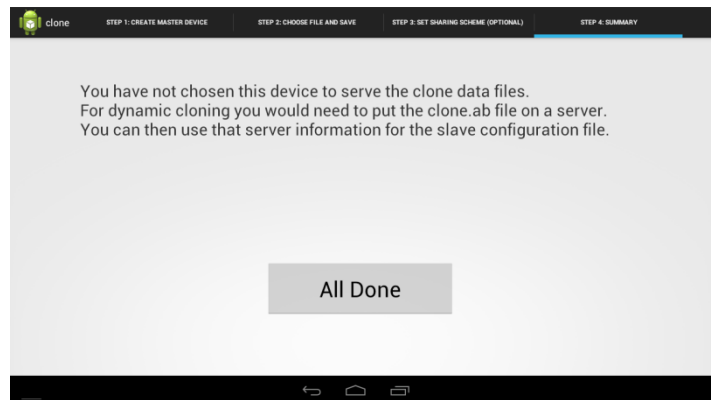 clone
STEP 1: CREATE MASTER DEVICE
STEP 2: CHOOSE FILE AND SAVE
STEP 3: SET SHARING SCHEME (OPTIONAL)
STEP 4: SUMMARY
You have not chosen this device to serve the clone data files.
For dynamic cloning you would need to put the clone.ab file on a server.
You can then use that server information for the slave configuration file.
All Done